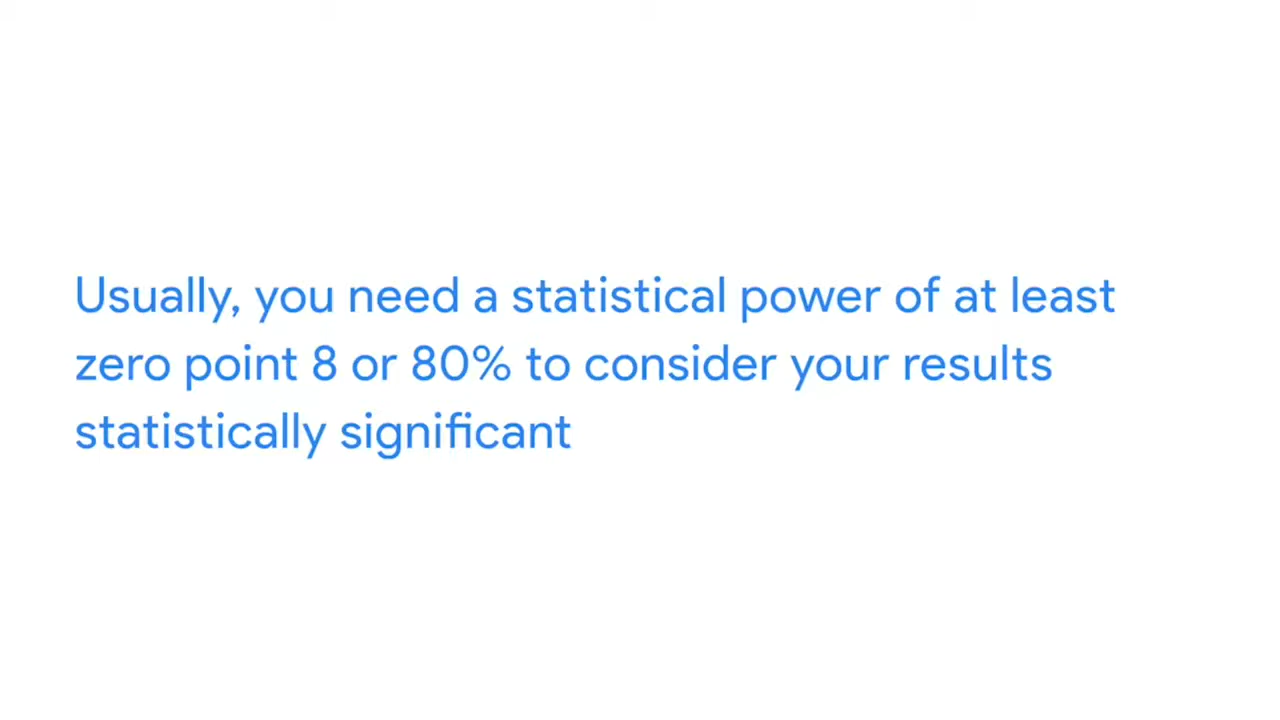 Usually, you need a statistical power of at least
zero point 8 or 80% to consider your results
statistically significant